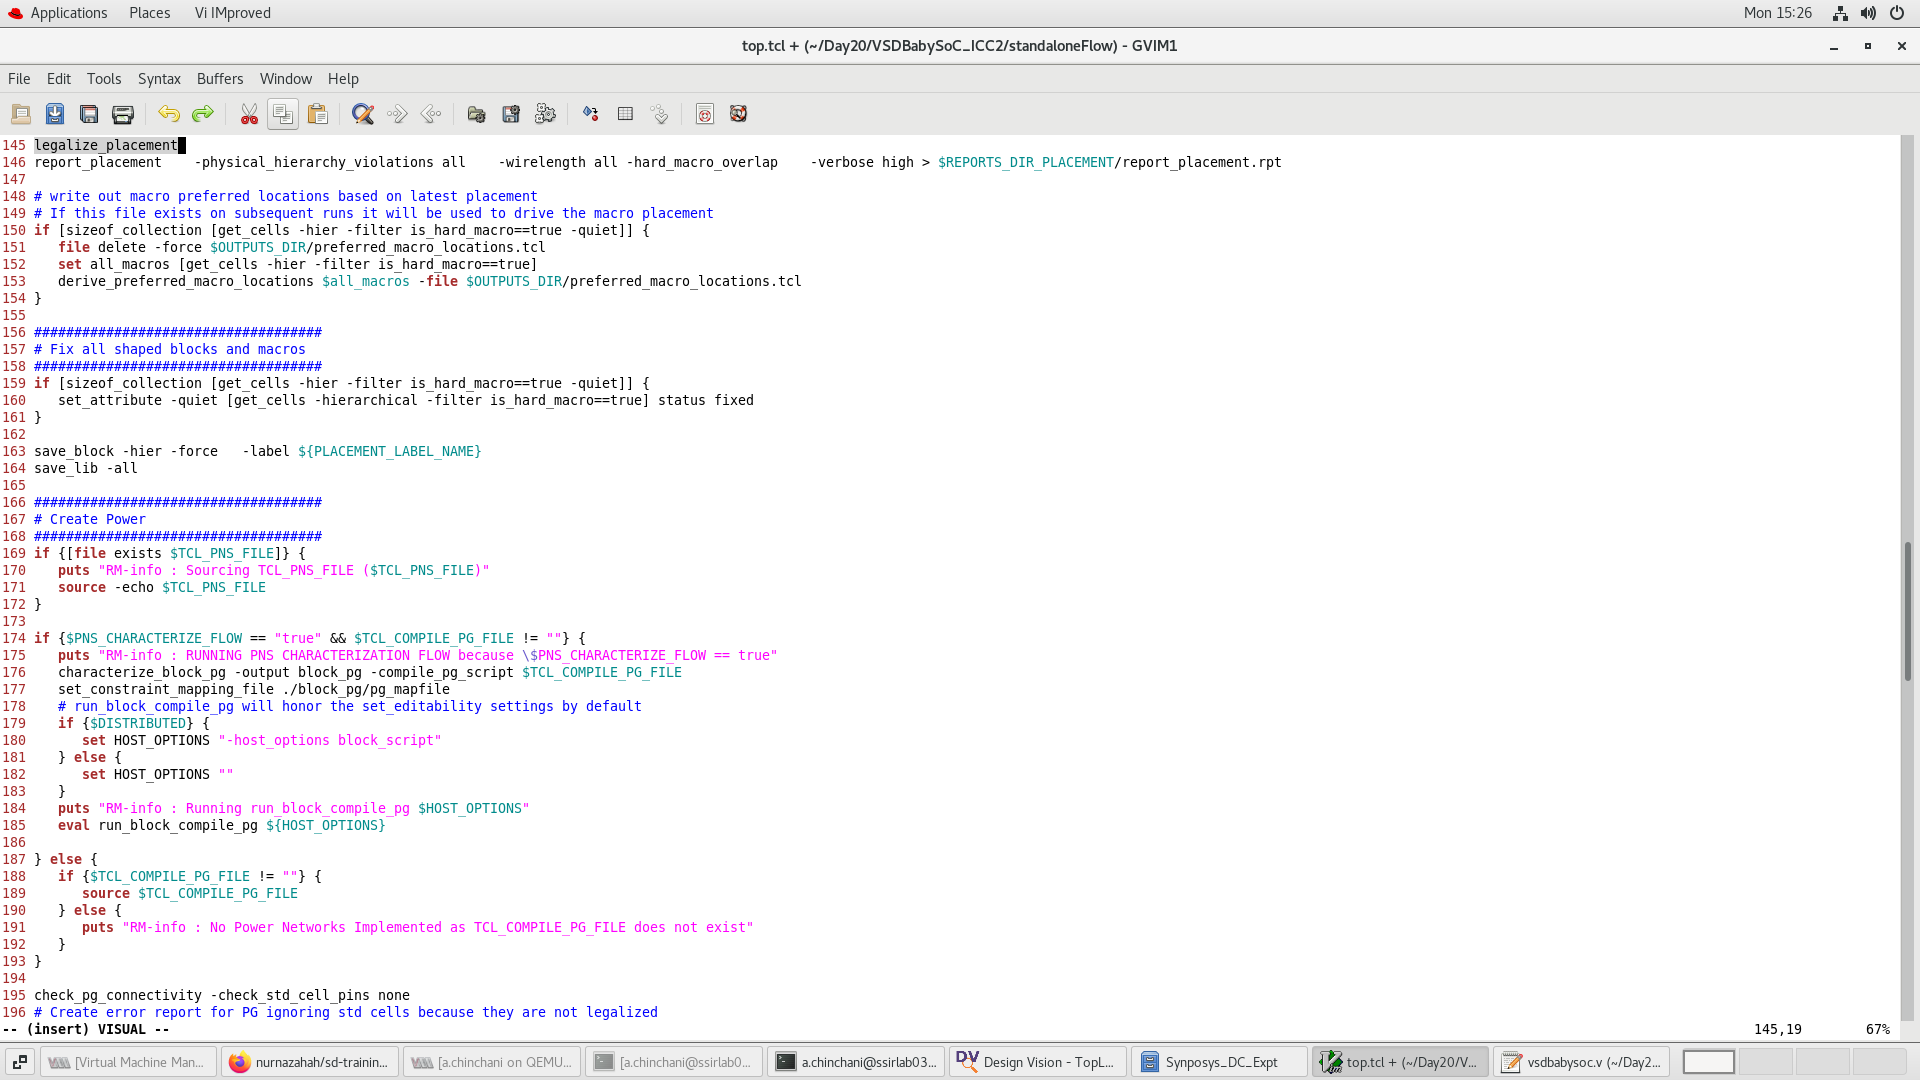 Applications Places Vi IMproved Mon 15:26
top.tcl + (~/Day20/VSDBabySoC_ICC2/standaloneFlow) - GVIM1
File Edit Tools Syntax Buffers Window Help
145 legalize_placement
146 report_placement    -physical_hierarchy_violations all    -wirelength all -hard_macro_overlap    -verbose high > $REPORTS_DIR_PLACEMENT/report_placement.rpt
147
148 # write out macro preferred locations based on latest placement
149 # If this file exists on subsequent runs it will be used to drive the macro placement
150 if [sizeof_collection [get_cells -hier -filter is_hard_macro==true -quiet]] {
151    file delete -force $OUTPUTS_DIR/preferred_macro_locations.tcl
152    set all_macros [get_cells -hier -filter is_hard_macro==true]
153    derive_preferred_macro_locations $all_macros -file $OUTPUTS_DIR/preferred_macro_locations.tcl
154 }
155
156 ####################################
157 # Fix all shaped blocks and macros
158 ####################################
159 if [sizeof_collection [get_cells -hier -filter is_hard_macro==true -quiet]] {
160    set_attribute -quiet [get_cells -hierarchical -filter is_hard_macro==true] status fixed
161 }
162
163 save_block -hier -force   -label ${PLACEMENT_LABEL_NAME}
164 save_lib -all
165
166 ####################################
167 # Create Power
168 ####################################
169 if {[file exists $TCL_PNS_FILE]} {
170    puts "RM-info : Sourcing TCL_PNS_FILE ($TCL_PNS_FILE)"
171    source -echo $TCL_PNS_FILE
172 }
173
174 if {$PNS_CHARACTERIZE_FLOW == "true" && $TCL_COMPILE_PG_FILE != ""} {
175    puts "RM-info : RUNNING PNS CHARACTERIZATION FLOW because \$PNS_CHARACTERIZE_FLOW == true"
176    characterize_block_pg -output block_pg -compile_pg_script $TCL_COMPILE_PG_FILE
177    set_constraint_mapping_file ./block_pg/pg_mapfile
178    # run_block_compile_pg will honor the set_editability settings by default
179    if {$DISTRIBUTED} {
180       set HOST_OPTIONS "-host_options block_script"
181    } else {
182       set HOST_OPTIONS ""
183    }
184    puts "RM-info : Running run_block_compile_pg $HOST_OPTIONS"
185    eval run_block_compile_pg ${HOST_OPTIONS}
186
187 } else {
188    if {$TCL_COMPILE_PG_FILE != ""} {
189       source $TCL_COMPILE_PG_FILE
190    } else {
191       puts "RM-info : No Power Networks Implemented as TCL_COMPILE_PG_FILE does not exist"
192    }
193 }
194
195 check_pg_connectivity -check_std_cell_pins none
196 # Create error report for PG ignoring std cells because they are not legalized
-- (insert) VISUAL -- 145,19 67%
[Virtual Machine Man... nurnazahah/sd-trainin... [a.chinchani on QEMU... [a.chinchani@ssirlab0... a.chinchani@ssirlab03... Design Vision - TopL... Synposys_DC_Expt top.tcl + (~/Day20/V... vsdbabysoc.v (~/Day2...